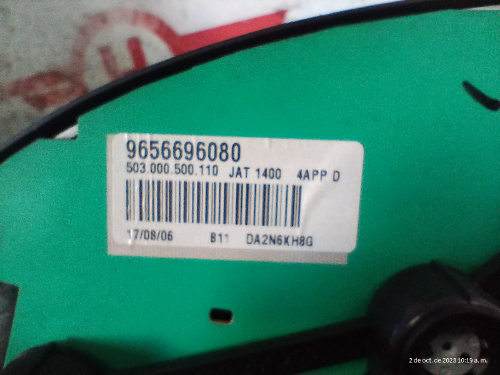 9656696080
503.000.500.110 JAT 1400 4APP D
17/08/06 B11 DA2N6KH8G
2 de oct. de 2023 10:19 a. m.